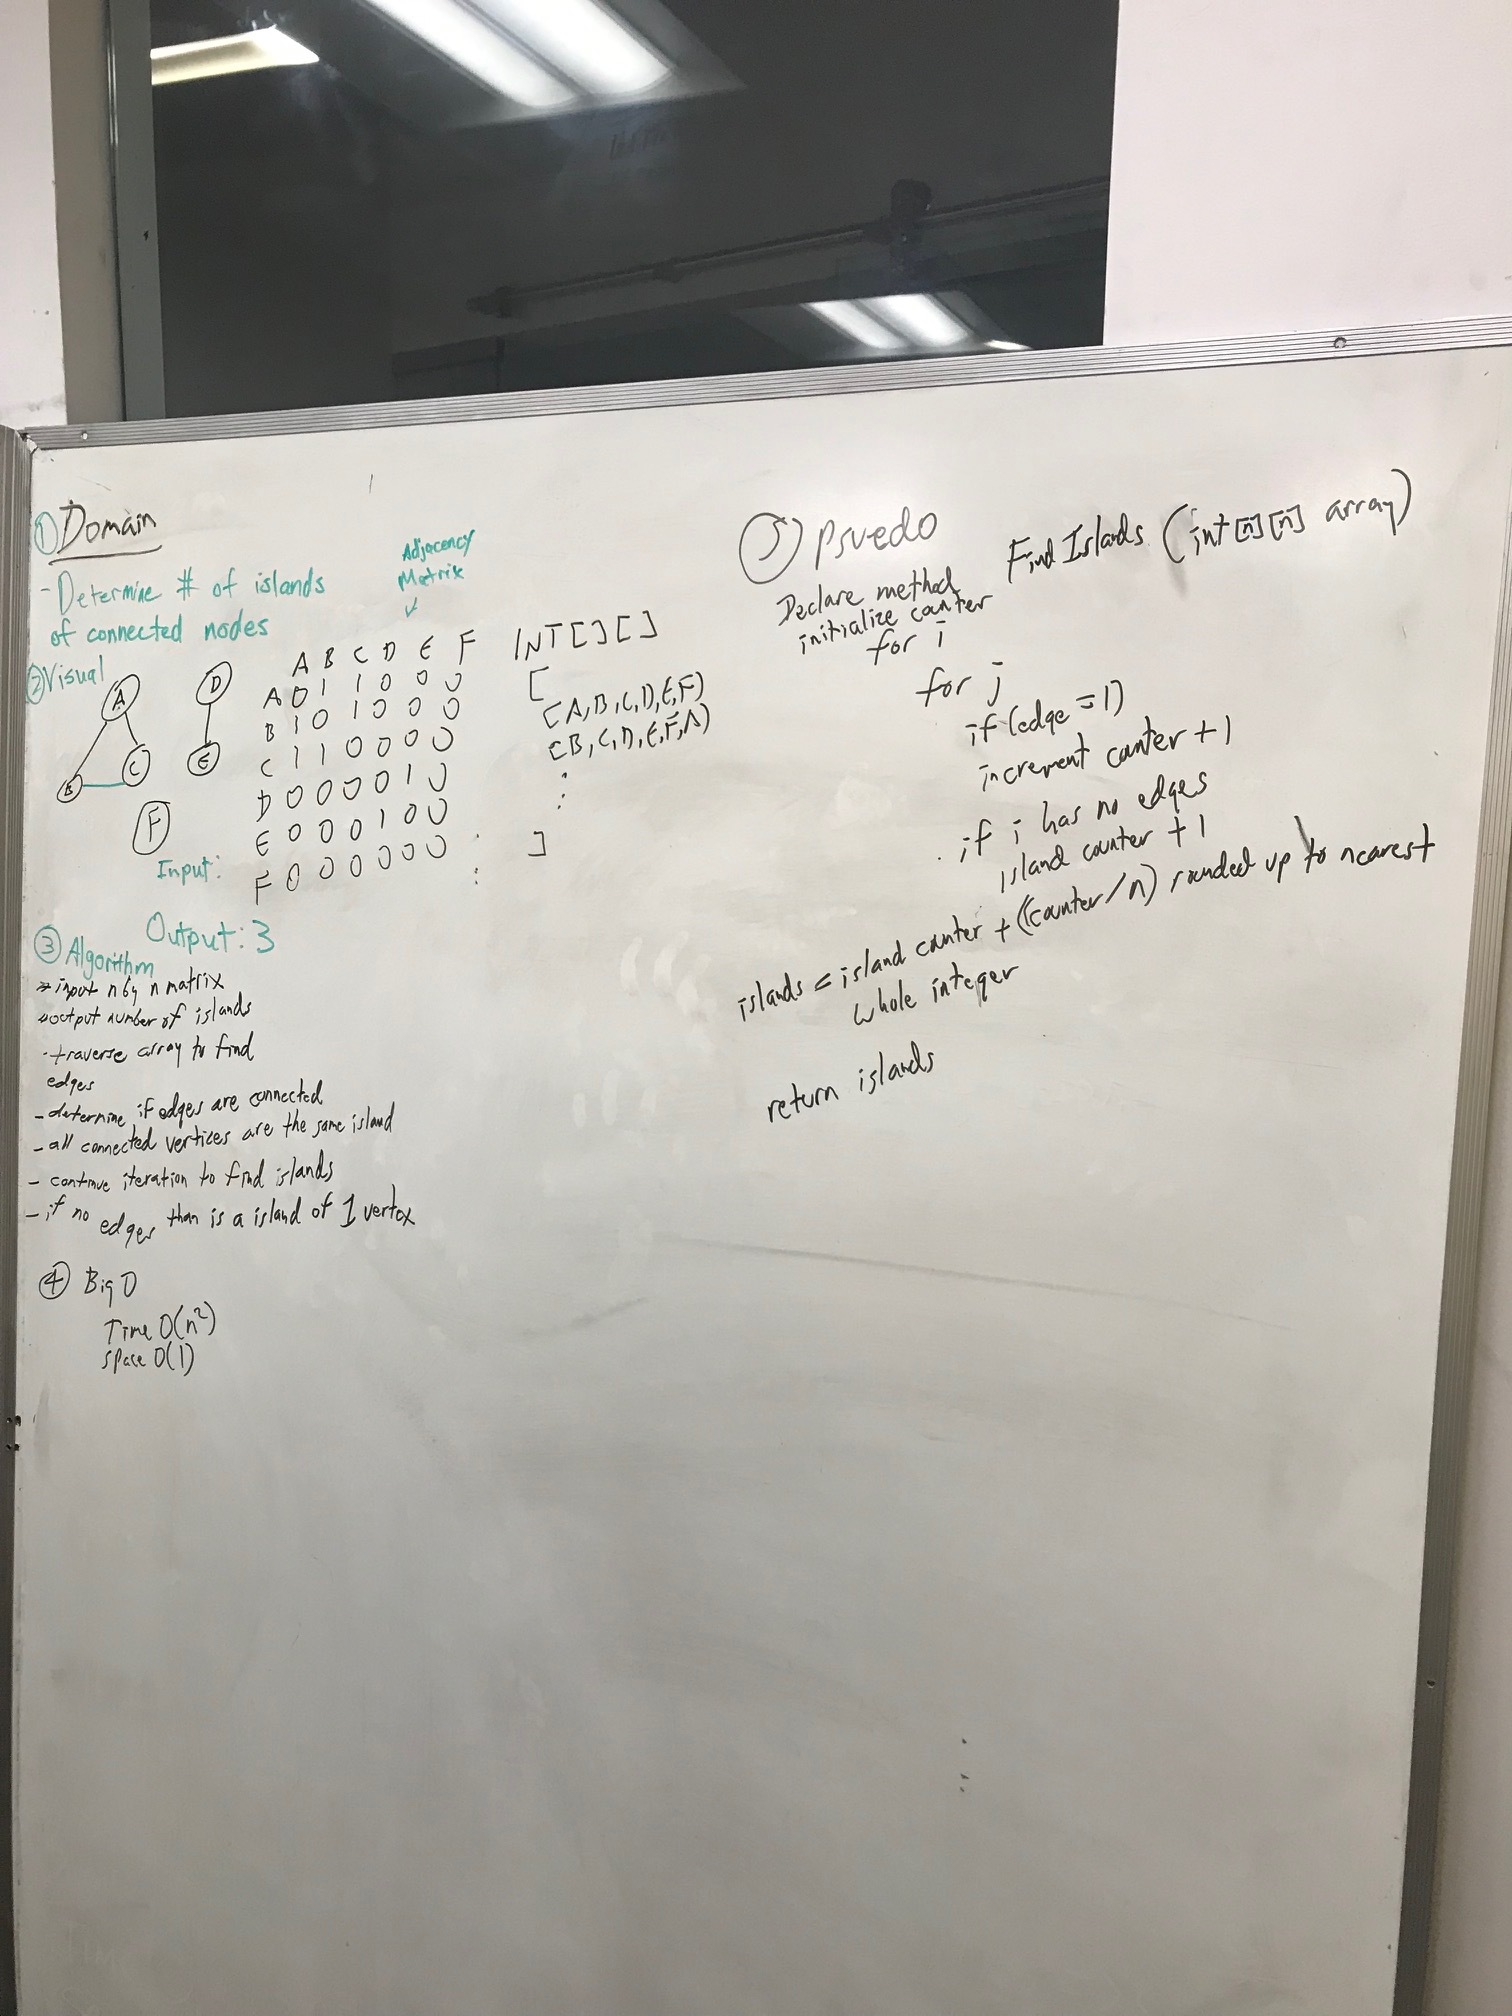 ① Domain
- Determine # of islands
of connected nodes
② Visual
A
B
C
D
E
F
Input:
Adjacency
Matrix
A B C D E F
A 0 1 1 0 0 0
B 1 0 1 0 0 0
C 1 1 0 0 0 0
D 0 0 0 0 1 0
E 0 0 0 1 0 0
F 0 0 0 0 0 0
INT[][]
[
[A,B,C,D,E,F)
[B,C,D,E,F,A)
]
Output: 3
③ Algorithm
input n by n matrix
output number of islands
- traverse array to find
edges
- determine if edges are connected
- all connected vertices are the same island
- continue iteration to find islands
- if no edges than is a island of 1 vertex
④ Big O
Time O(n²)
space O(1)
⑤ Psuedo
Find Islands (int[n][n] array)
Declare method
initialize counter
for i
for j
if (edge = 1)
increment counter +1
if i has no edges
island counter +1
islands = island counter + ((counter/n) rounded up to nearest
whole integer
return islands